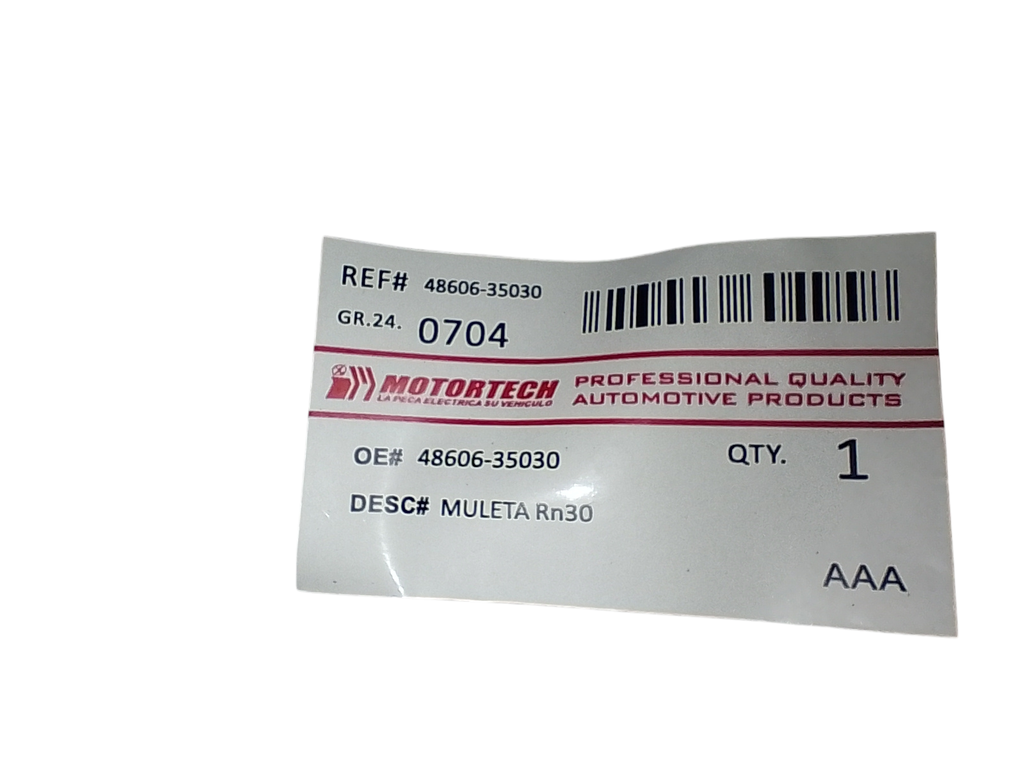 REF# 48606-35030
GR.24. 0704
MOTORTECH
LA PIEÇA ELECTRICA SU VEHICULO
PROFESSIONAL QUALITY
AUTOMOTIVE PRODUCTS
OE# 48606-35030
QTY. 1
DESC# MULETA Rn30
AAA